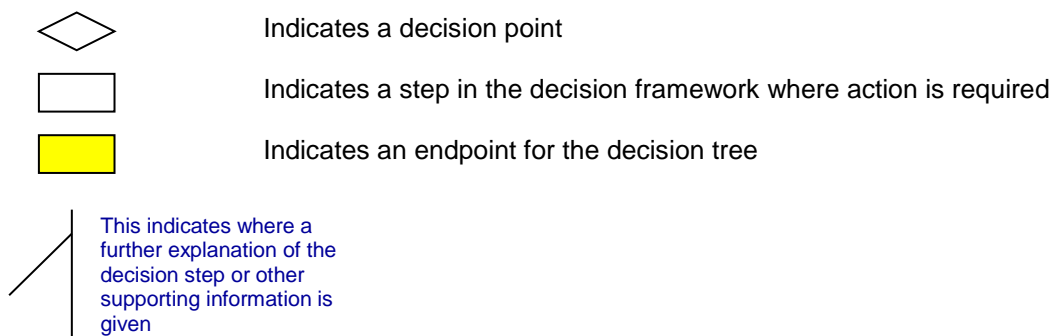 Indicates a decision point
Indicates a step in the decision framework where action is required
Indicates an endpoint for the decision tree
This indicates where a
further explanation of the
decision step or other
supporting information is
given